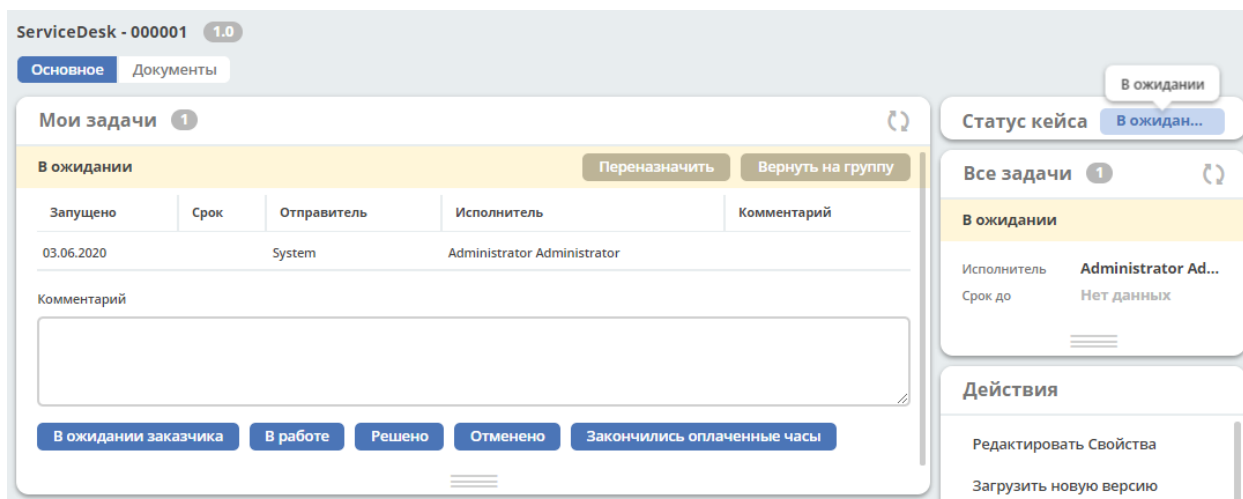 ServiceDesk - 000001 1.0
Основное Документы
В ожидании
Мои задачи 1
Статус кейса В ожидан...
В ожидании Переназначить Вернуть на группу
Все задачи 1
Запущено Срок Отправитель Исполнитель Комментарий
В ожидании
03.06.2020 System Administrator Administrator
Исполнитель Administrator Ad...
Комментарий
Срок до Нет данных
Действия
В ожидании заказчика В работе Решено Отменено Закончились оплаченные часы
Редактировать Свойства
Загрузить новую версию